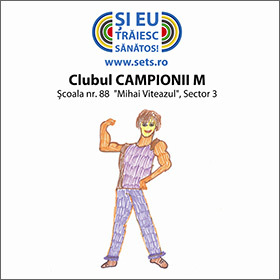 ȘI EU
TRĂIESC
SĂNĂTOS!
www.sets.ro
Clubul CAMPIONII M
Școala nr. 88 "Mihai Viteazul", Sector 3